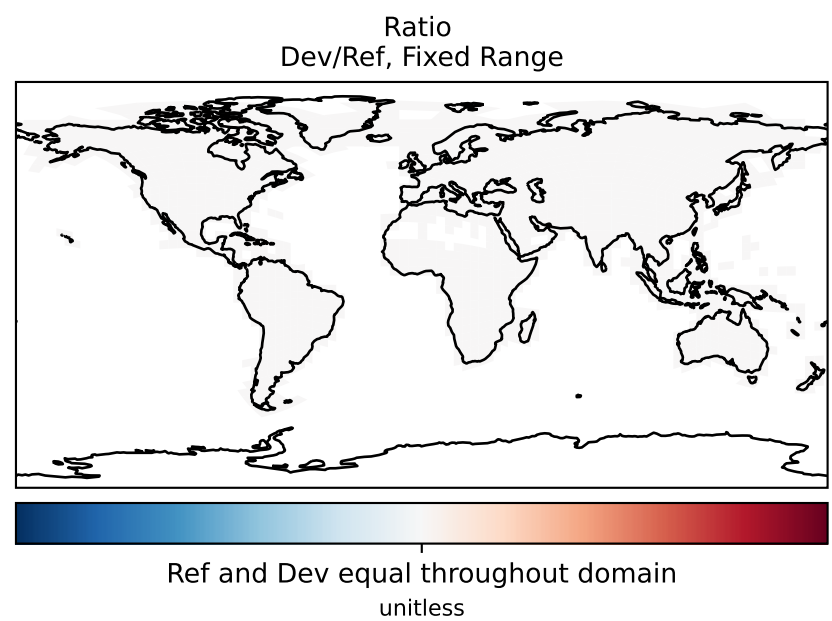 Ratio
Dev/Ref, Fixed Range
Ref and Dev equal throughout domain
unitless